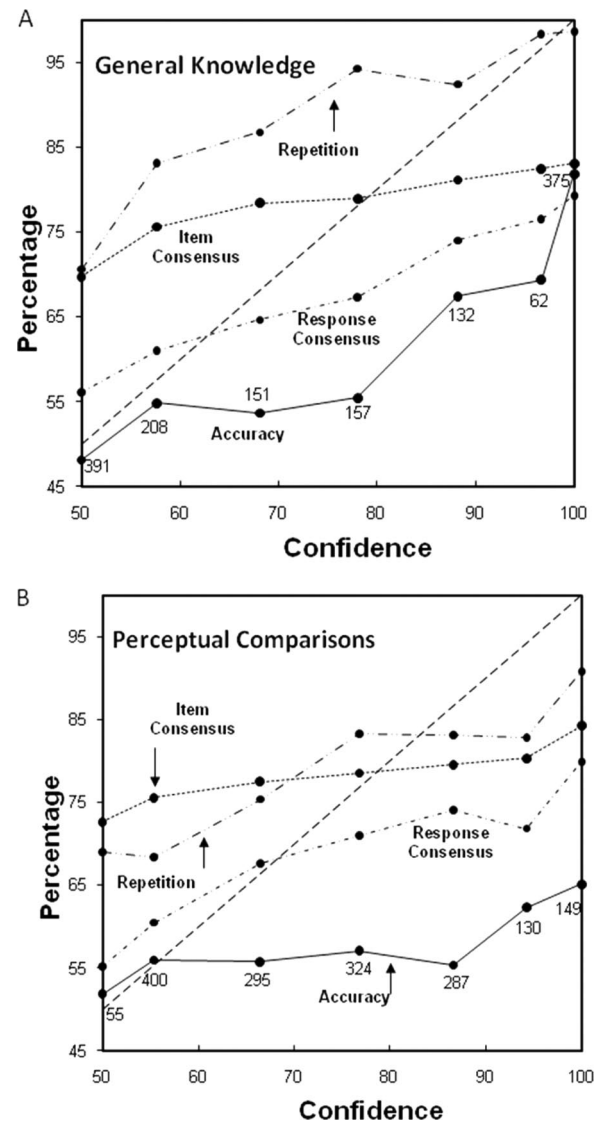 A
General Knowledge
95
85
75
65
55
45
Percentage
Repetition
375
Item
Consensus
Response
Consensus
132
62
151
157
208
Accuracy
391
50
60
70
80
90
100
Confidence
B
Perceptual Comparisons
95
85
75
65
55
45
Percentage
Item
Consensus
Response
Consensus
Repetition
149
130
400
295
324
287
Accuracy
55
50
60
70
80
90
100
Confidence